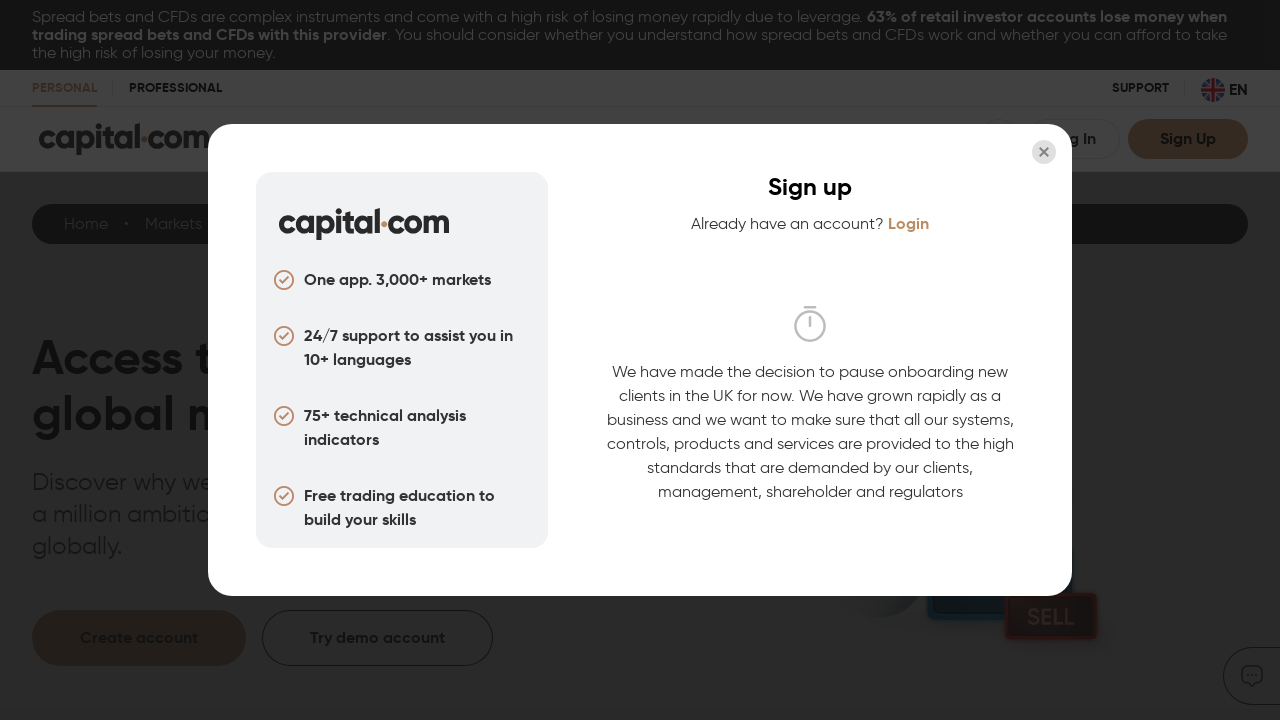 Spread bets and CFDs are complex instruments and come with a high risk of losing money rapidly due to leverage. 63% of retail investor accounts lose money when
trading spread bets and CFDs with this provider. You should consider whether you understand how spread bets and CFDs work and whether you can afford to take
the high risk of losing your money.
PERSONAL
PROFESSIONAL
SUPPORT
EN
capital.com
g In
Sign Up
Home
Markets
Access t
global m
Discover why we
a million ambitio
globally.
Create account
Try demo account
SELL
capital.com
One app. 3,000+ markets
24/7 support to assist you in
10+ languages
75+ technical analysis
indicators
Free trading education to
build your skills
Sign up
Already have an account? Login
We have made the decision to pause onboarding new
clients in the UK for now. We have grown rapidly as a
business and we want to make sure that all our systems,
controls, products and services are provided to the high
standards that are demanded by our clients,
management, shareholder and regulators